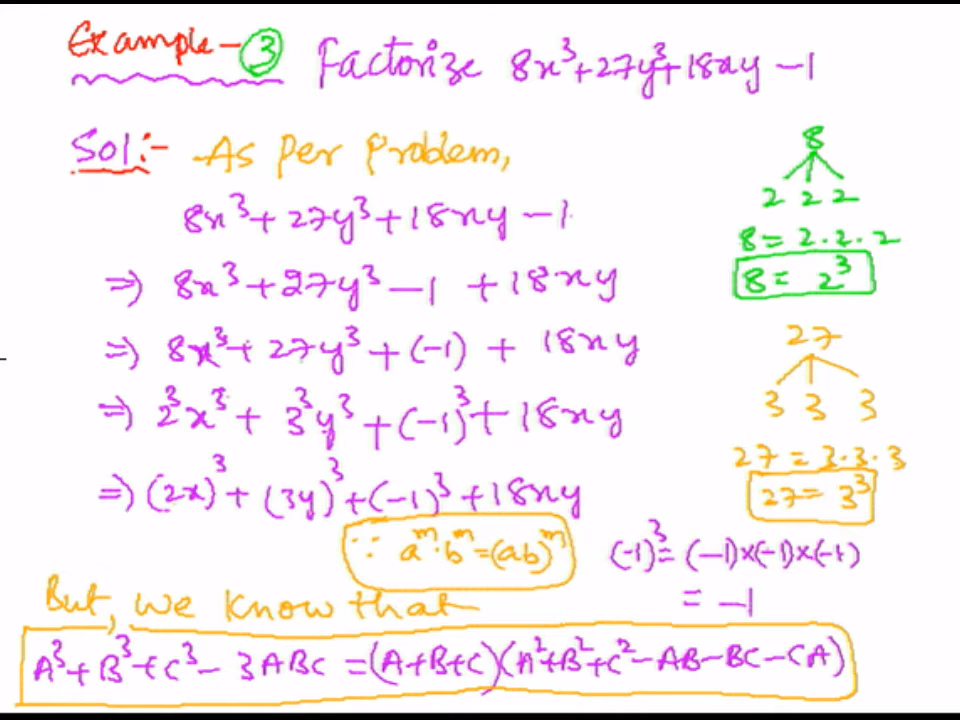 Example-③ Factorize 8x³+27y³+18xy-1
Sol:- As per problem,
8x³+27y³+18xy-1
⇒) 8x³+27y³-1+18xy
⇒) 8x³+27y³+(-1)+18xy
⇒) 2³x³+3³y³+(-1)³+18xy
⇒) (2x)³+(3y)³+(-1)³+18xy
∵ aᵐ·bᵐ=(ab)ᵐ
8
2 2 2
8=2·2·2
8=2³
27
3 3 3
27=3·3·3
27=3³
(-1)³=(-1)×(-1)×(-1)
=-1
But, we know that
A³+B³+C³-3ABC=(A+B+C)(A²+B²+C²-AB-BC-CA)